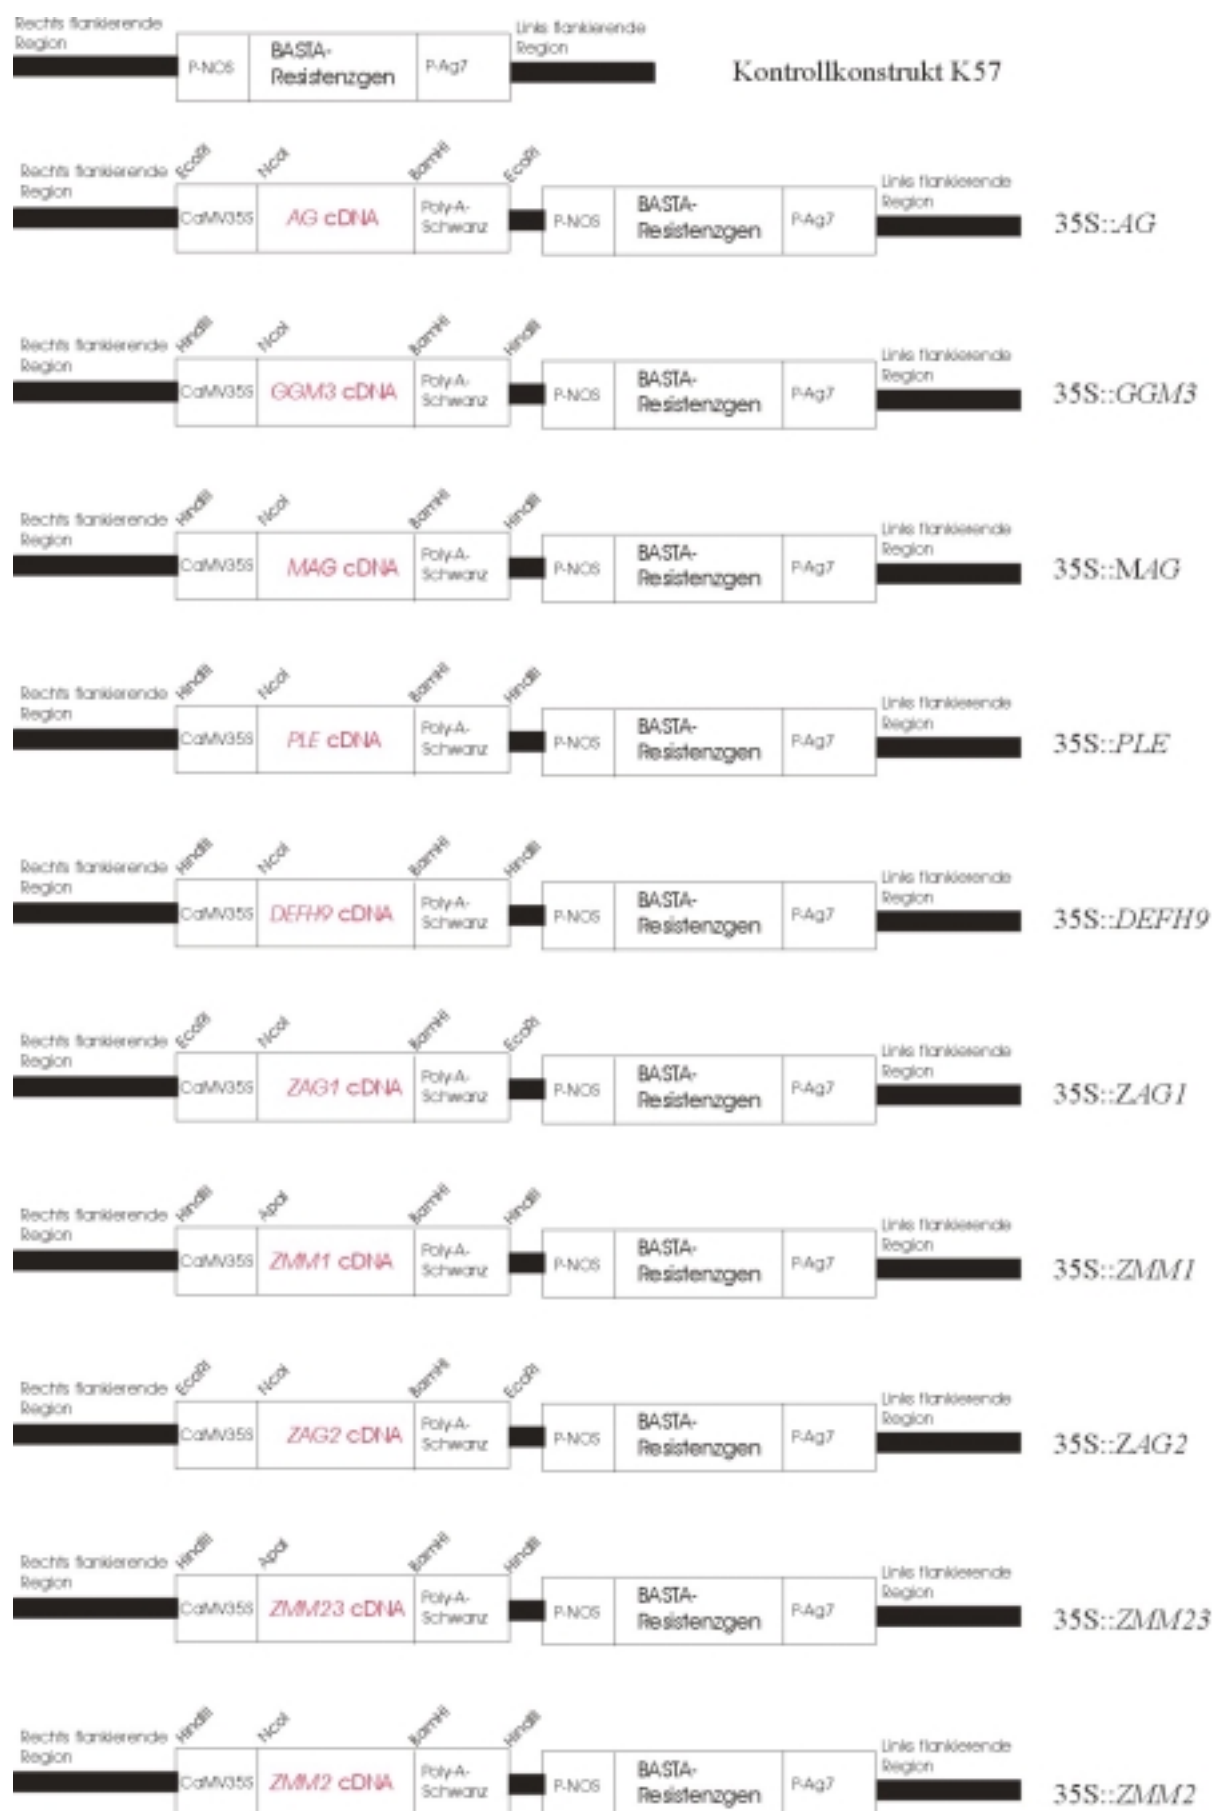 Rechts flankierende
Region
P-NOS
BASTA-
Resistenzgen
P-Ag7
Links flankierende
Region
Kontrollkonstrukt K57
Rechts flankierende
Region
EcoRI
NcoI
BamHI
EcoRI
CaMV35S
AG cDNA
Poly-A-
Schwanz
P-NOS
BASTA-
Resistenzgen
P-Ag7
Links flankierende
Region
35S::AG
Rechts flankierende
Region
HindIII
NcoI
BamHI
HindIII
CaMV35S
GGM3 cDNA
Poly-A-
Schwanz
P-NOS
BASTA-
Resistenzgen
P-Ag7
Links flankierende
Region
35S::GGM3
Rechts flankierende
Region
HindIII
NcoI
BamHI
HindIII
CaMV35S
MAG cDNA
Poly-A-
Schwanz
P-NOS
BASTA-
Resistenzgen
P-Ag7
Links flankierende
Region
35S::MAG
Rechts flankierende
Region
HindIII
NcoI
BamHI
HindIII
CaMV35S
PLE cDNA
Poly-A-
Schwanz
P-NOS
BASTA-
Resistenzgen
P-Ag7
Links flankierende
Region
35S::PLE
Rechts flankierende
Region
HindIII
NcoI
BamHI
HindIII
CaMV35S
DEFH9 cDNA
Poly-A-
Schwanz
P-NOS
BASTA-
Resistenzgen
P-Ag7
Links flankierende
Region
35S::DEFH9
Rechts flankierende
Region
EcoRI
NcoI
BamHI
EcoRI
CaMV35S
ZAG1 cDNA
Poly-A-
Schwanz
P-NOS
BASTA-
Resistenzgen
P-Ag7
Links flankierende
Region
35S::ZAG1
Rechts flankierende
Region
HindIII
ApaI
BamHI
HindIII
CaMV35S
ZMM1 cDNA
Poly-A-
Schwanz
P-NOS
BASTA-
Resistenzgen
P-Ag7
Links flankierende
Region
35S::ZMM1
Rechts flankierende
Region
EcoRI
NcoI
BamHI
EcoRI
CaMV35S
ZAG2 cDNA
Poly-A-
Schwanz
P-NOS
BASTA-
Resistenzgen
P-Ag7
Links flankierende
Region
35S::ZAG2
Rechts flankierende
Region
HindIII
ApaI
BamHI
HindIII
CaMV35S
ZMM23 cDNA
Poly-A-
Schwanz
P-NOS
BASTA-
Resistenzgen
P-Ag7
Links flankierende
Region
35S::ZMM23
Rechts flankierende
Region
HindIII
NcoI
BamHI
HindIII
CaMV35S
ZMM2 cDNA
Poly-A-
Schwanz
P-NOS
BASTA-
Resistenzgen
P-Ag7
Links flankierende
Region
35S::ZMM2